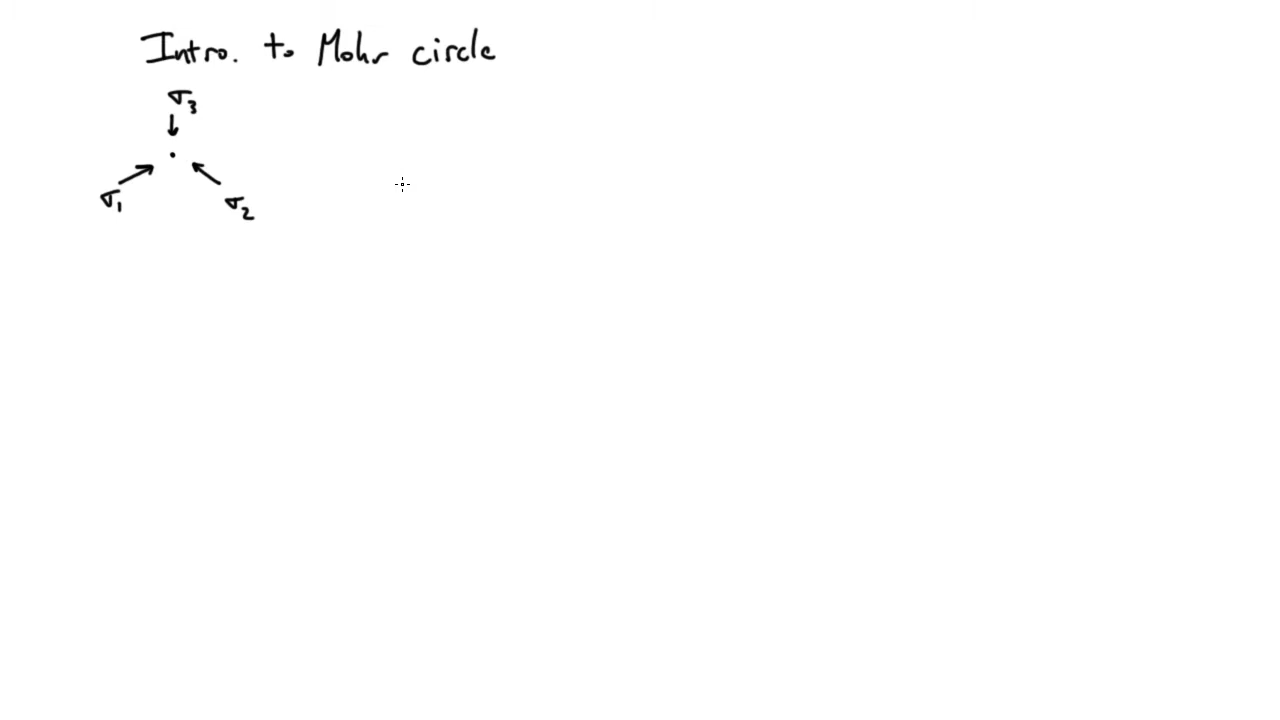 Intro. to Mohr circle
σ₃
σ₁ σ₂